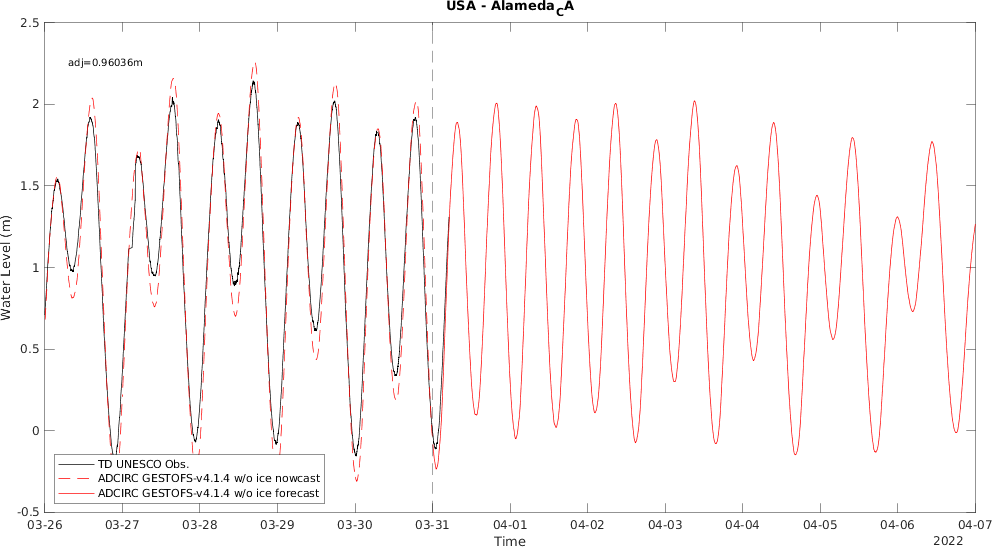 USA - Alameda_CA
2.5
adj=0.96036m
2
1.5
1
0.5
0
-0.5
Water Level (m)
TD UNESCO Obs.
ADCIRC GESTOFS-v4.1.4 w/o ice nowcast
ADCIRC GESTOFS-v4.1.4 w/o ice forecast
03-26 03-27 03-28 03-29 03-30 03-31 04-01 04-02 04-03 04-04 04-05 04-06 04-07
Time
2022